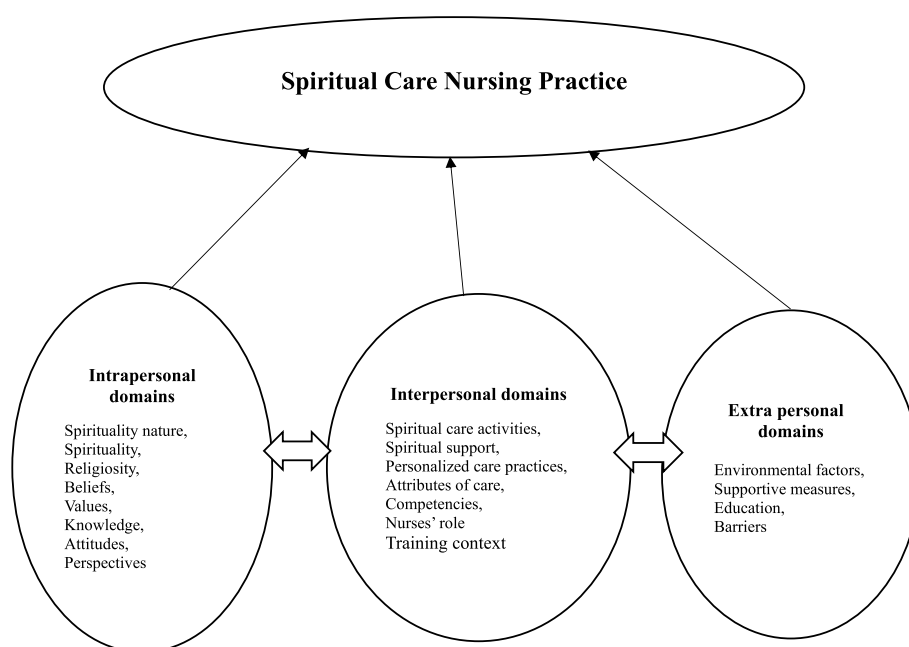 Spiritual Care Nursing Practice
Intrapersonal
domains
Spirituality nature,
Spirituality,
Religiosity,
Beliefs,
Values,
Knowledge,
Attitudes,
Perspectives
Interpersonal domains
Spiritual care activities,
Spiritual support,
Personalized care practices,
Attributes of care,
Competencies,
Nurses’ role
Training context
Extra personal
domains
Environmental factors,
Supportive measures,
Education,
Barriers